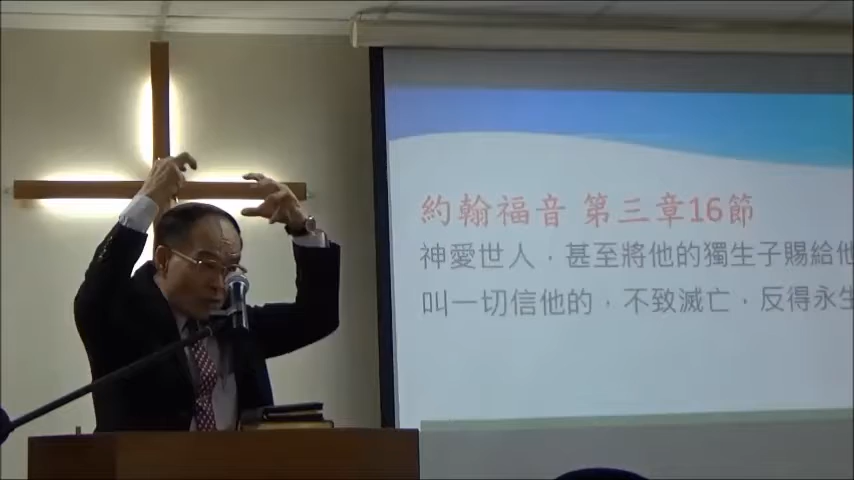 約翰福音 第三章16節
神愛世人，甚至將他的獨生子賜給他
叫一切信他的，不致滅亡，反得永生